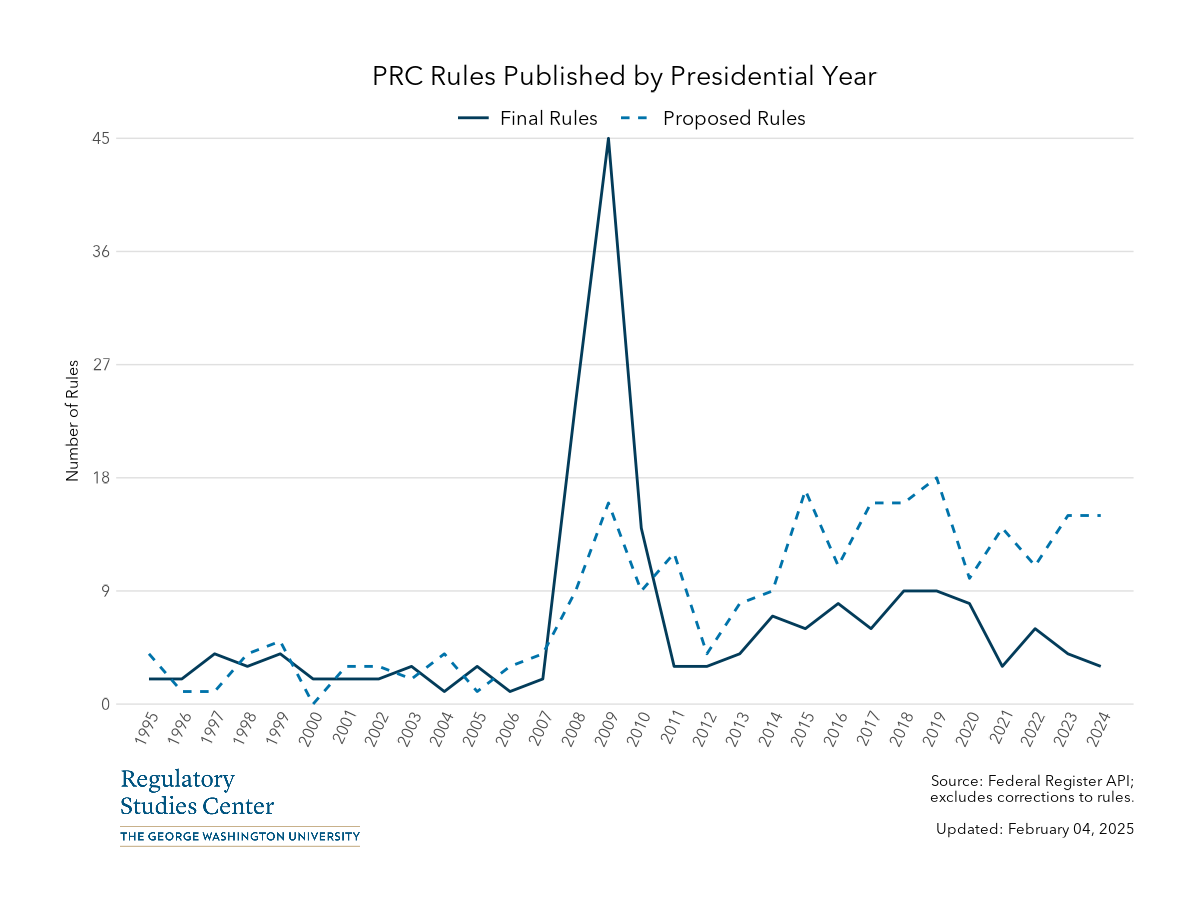 PRC Rules Published by Presidential Year
Final Rules Proposed Rules
45
36
27
18
9
0
Number of Rules
1995 1996 1997 1998 1999 2000 2001 2002 2003 2004 2005 2006 2007 2008 2009 2010 2011 2012 2013 2014 2015 2016 2017 2018 2019 2020 2021 2022 2023 2024
Regulatory
Studies Center
THE GEORGE WASHINGTON UNIVERSITY
Source: Federal Register API;
excludes corrections to rules.
Updated: February 04, 2025